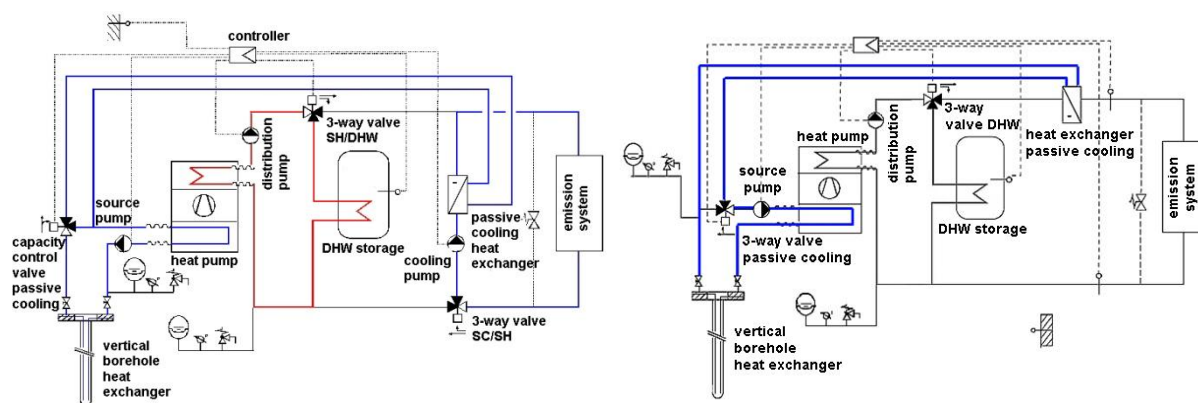 controller
3-way valve
SH/DHW
distribution
pump
source
pump
heat pump
DHW storage
-
passive
cooling
heat
exchanger
cooling
pump
emission
system
capacity
control
valve
passive
cooling
3-way valve
SC/SH
vertical
borehole
heat
exchanger
heat pump
distribution
pump
3-way
valve DHW
-
heat exchanger
passive cooling
source
pump
3-way valve
passive cooling
DHW storage
emission
system
vertical
borehole
heat exchanger